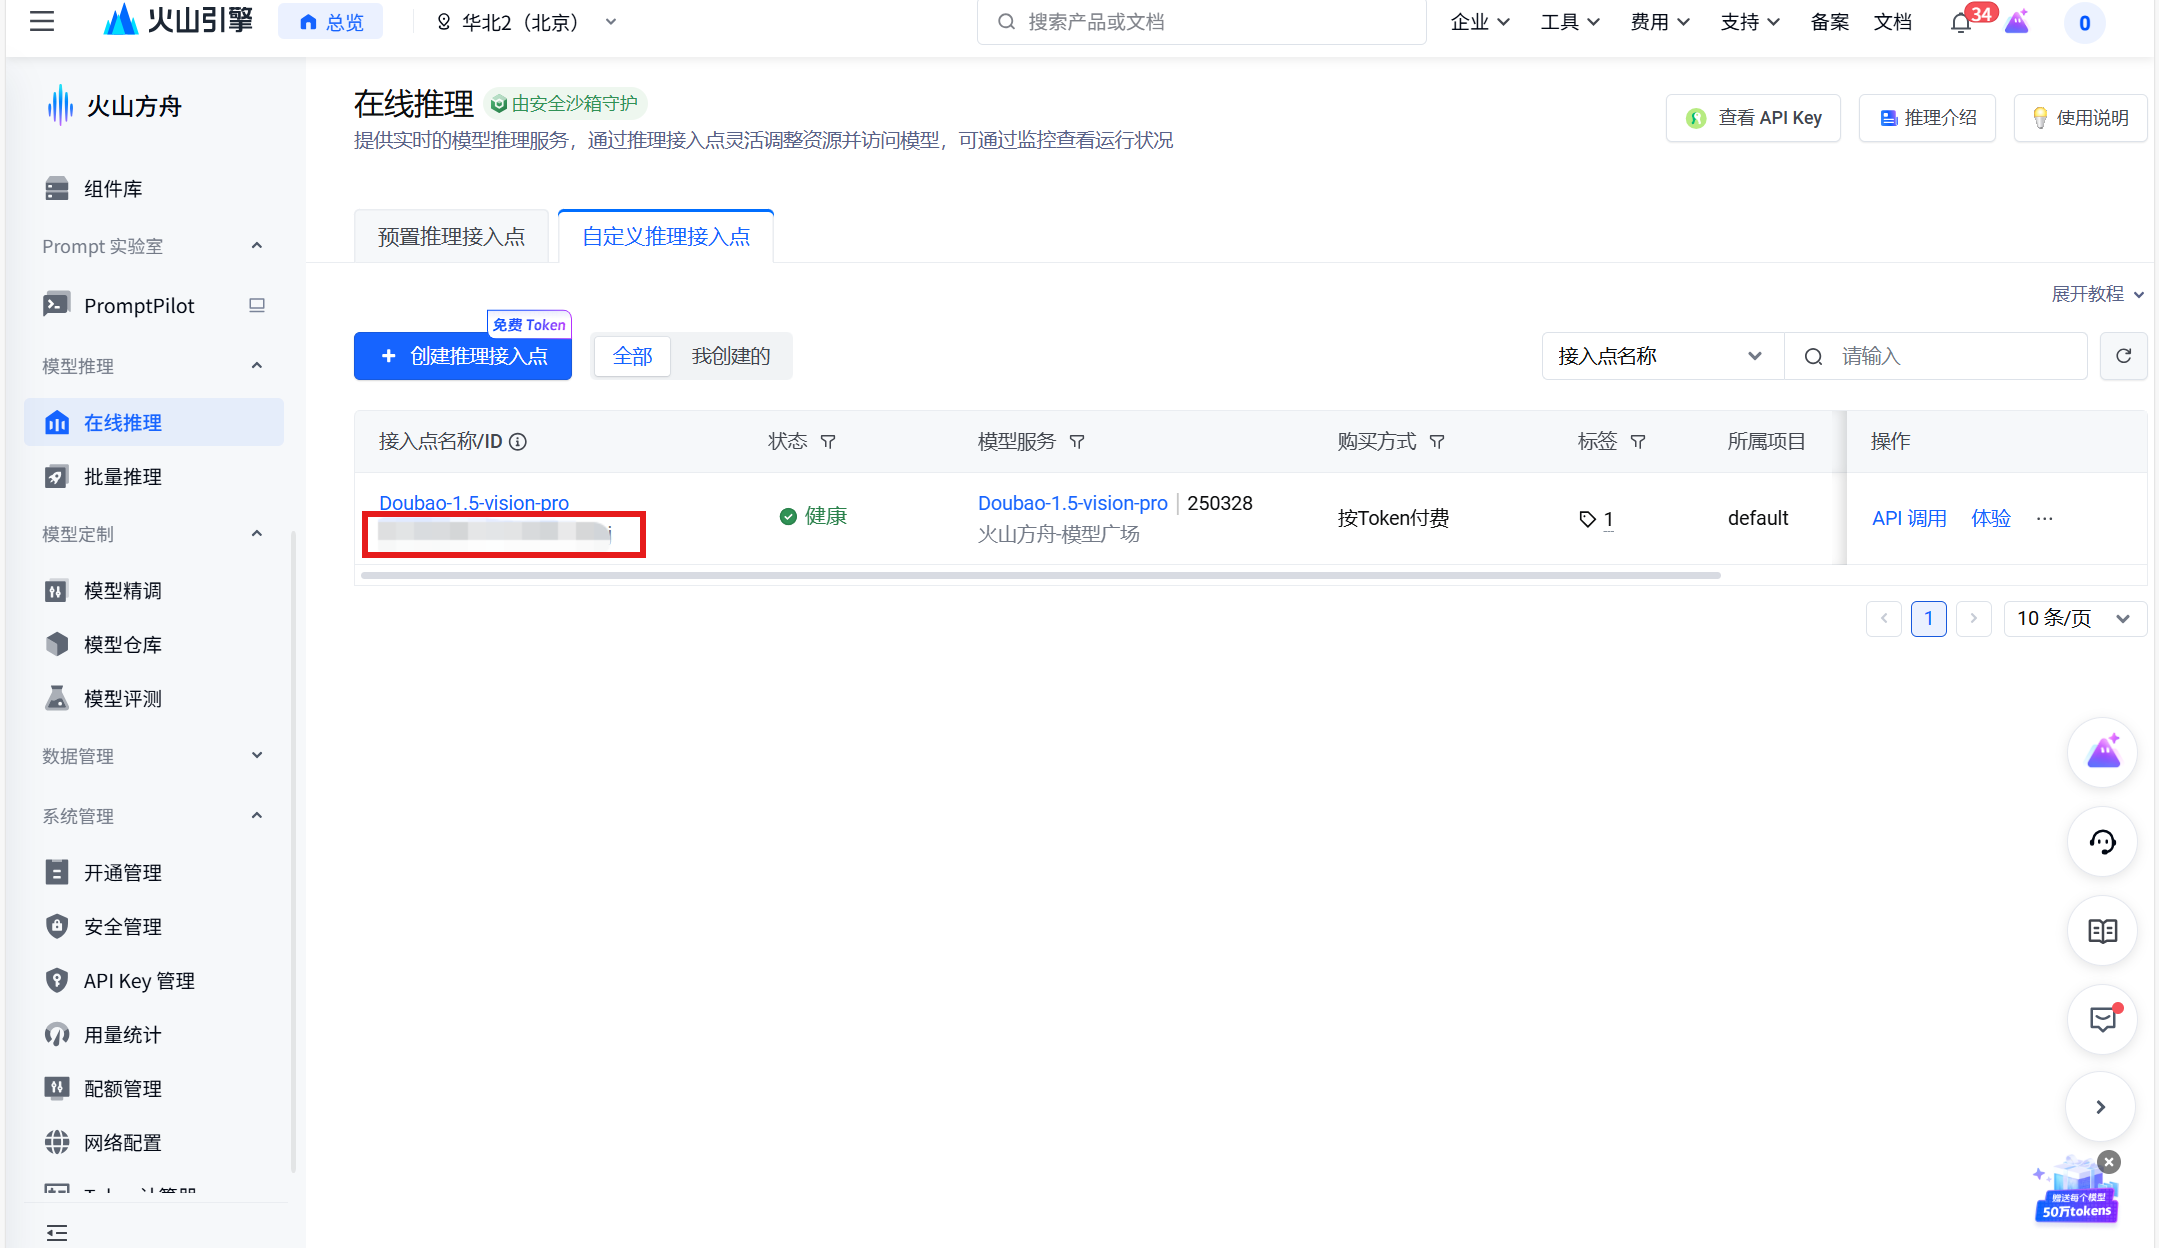 火山引擎
总览
华北2（北京）
搜索产品或文档
企业
工具
费用
支持
备案
文档
34
0
火山方舟
组件库
Prompt 实验室
PromptPilot
模型推理
在线推理
批量推理
模型定制
模型精调
模型仓库
模型评测
数据管理
系统管理
开通管理
安全管理
API Key 管理
用量统计
配额管理
网络配置
在线推理
由安全沙箱守护
提供实时的模型推理服务，通过推理接入点灵活调整资源并访问模型，可通过监控查看运行状况
查看 API Key
推理介绍
使用说明
预置推理接入点
自定义推理接入点
展开教程
免费 Token
+ 创建推理接入点
全部
我创建的
接入点名称
请输入
接入点名称/ID
状态
模型服务
购买方式
标签
所属项目
操作
Doubao-1.5-vision-pro
健康
Doubao-1.5-vision-pro | 250328
火山方舟-模型广场
按Token付费
1
default
API 调用
体验
···
1
10 条/页
赠送每个模型
50万tokens